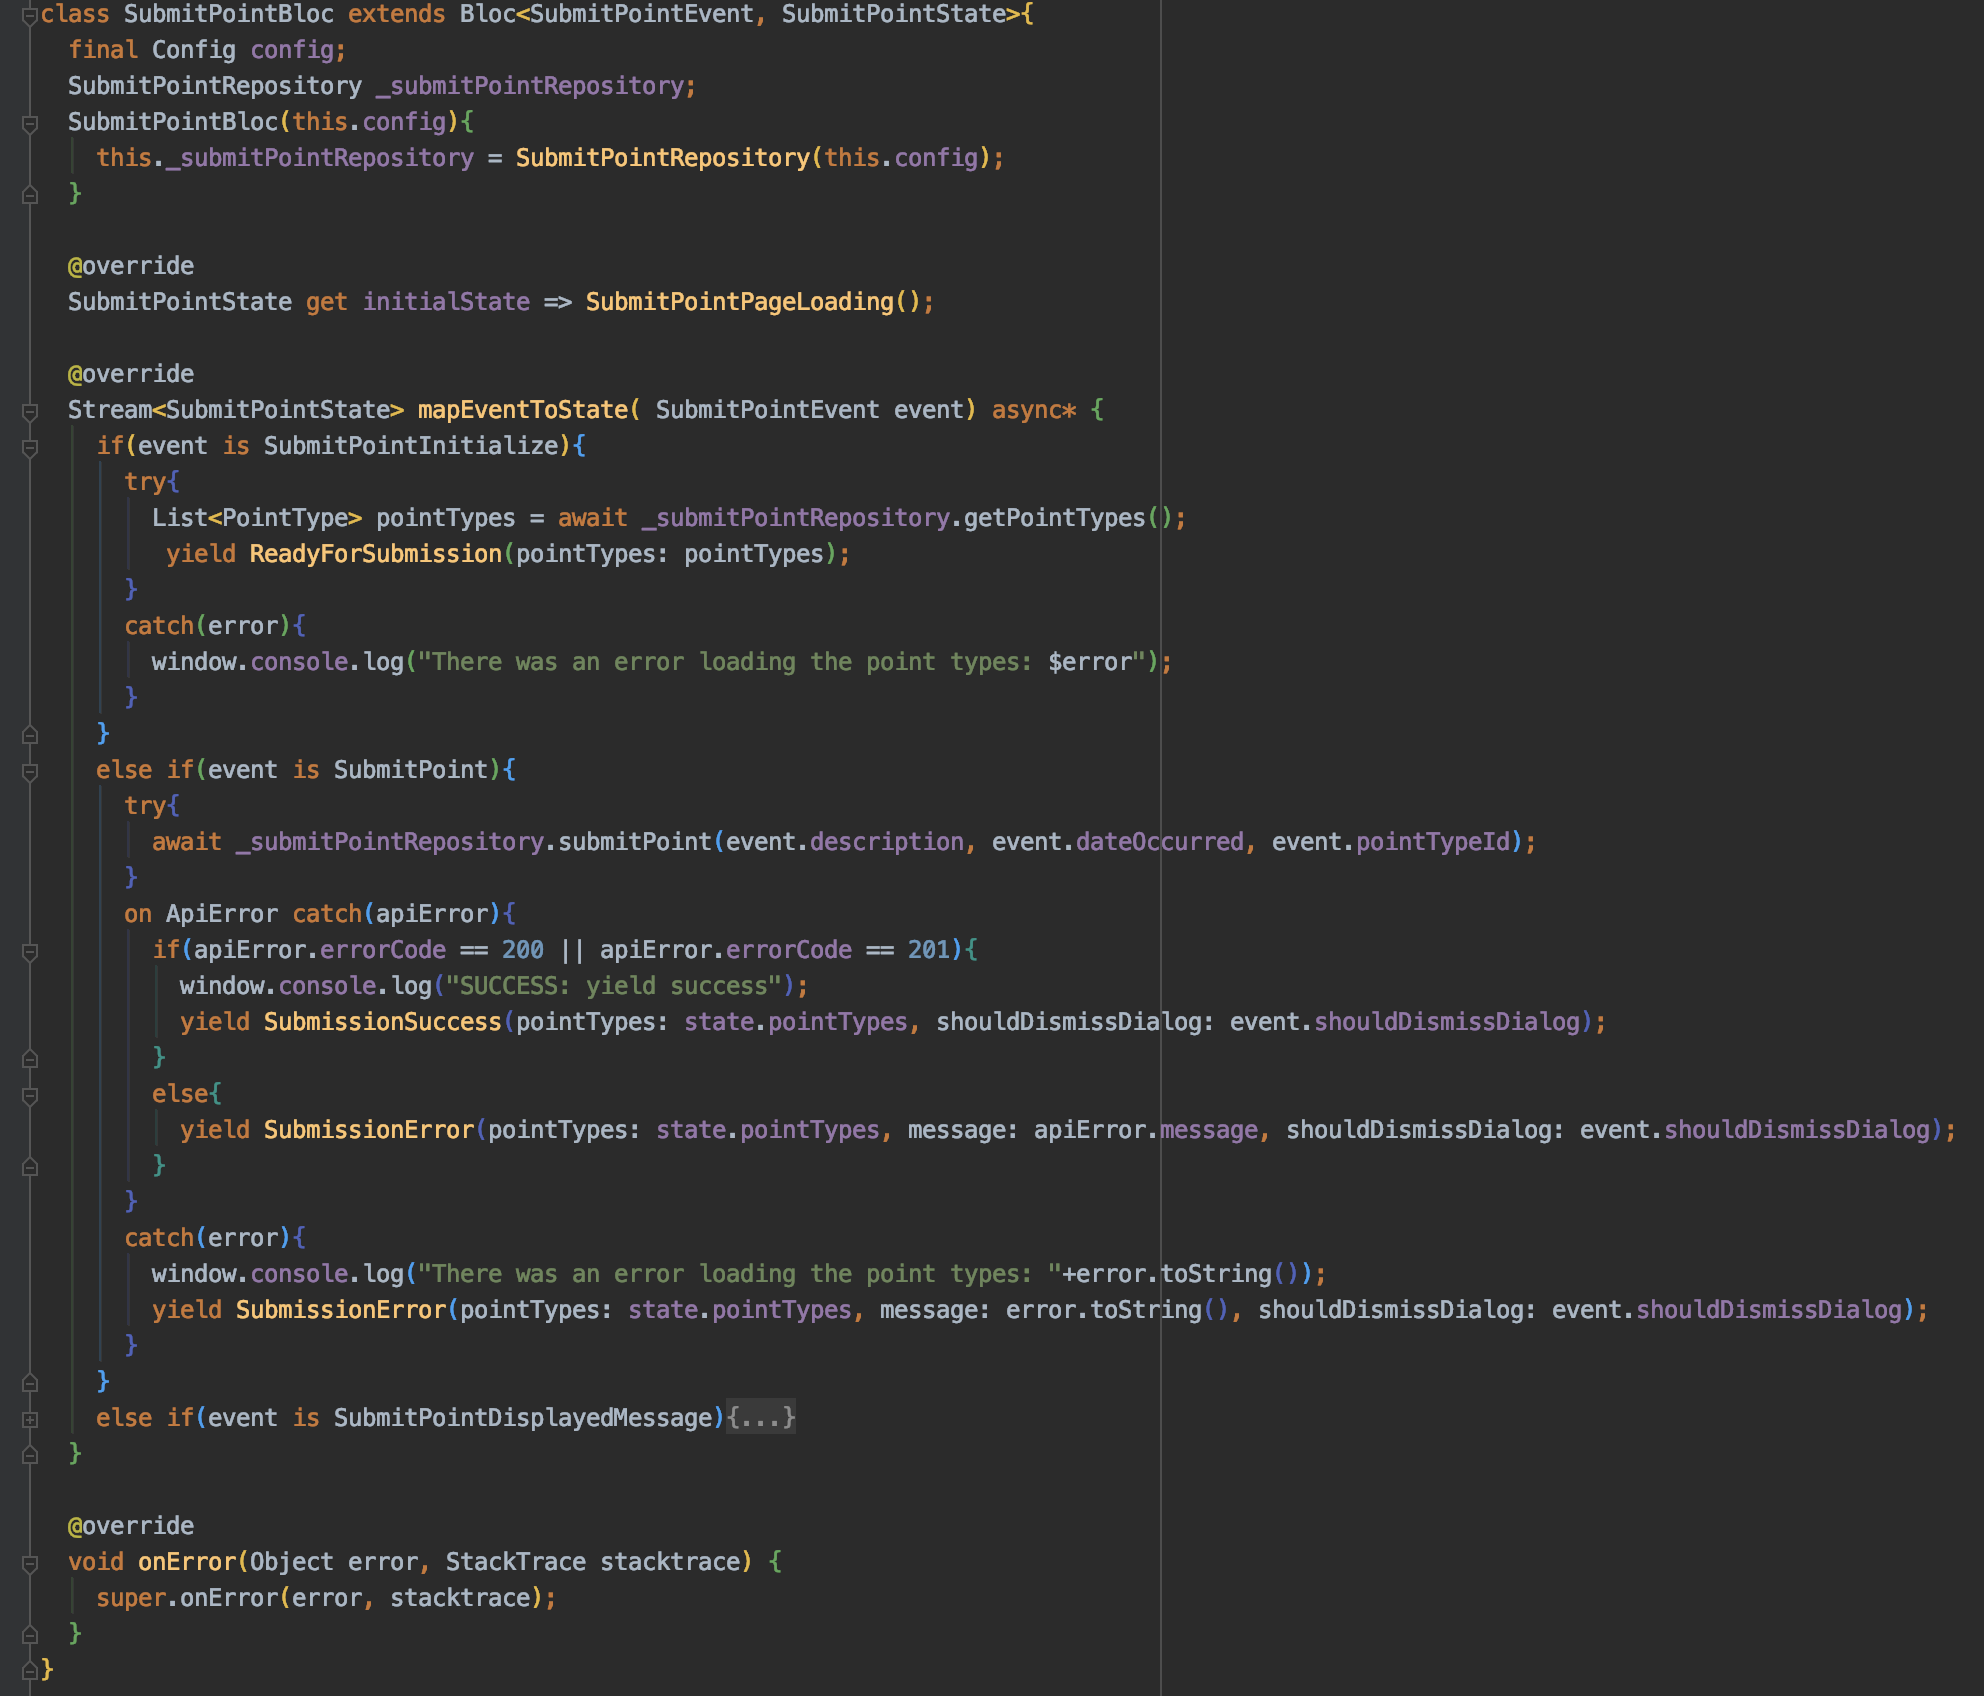 class SubmitPointBloc extends Bloc<SubmitPointEvent, SubmitPointState>{
  final Config config;
  SubmitPointRepository _submitPointRepository;
  SubmitPointBloc(this.config){
    this._submitPointRepository = SubmitPointRepository(this.config);
  }

  @override
  SubmitPointState get initialState => SubmitPointPageLoading();

  @override
  Stream<SubmitPointState> mapEventToState( SubmitPointEvent event) async* {
    if(event is SubmitPointInitialize){
      try{
        List<PointType> pointTypes = await _submitPointRepository.getPointTypes();
         yield ReadyForSubmission(pointTypes: pointTypes);
      }
      catch(error){
        window.console.log("There was an error loading the point types: $error");
      }
    }
    else if(event is SubmitPoint){
      try{
        await _submitPointRepository.submitPoint(event.description, event.dateOccurred, event.pointTypeId);
      }
      on ApiError catch(apiError){
        if(apiError.errorCode == 200 || apiError.errorCode == 201){
          window.console.log("SUCCESS: yield success");
          yield SubmissionSuccess(pointTypes: state.pointTypes, shouldDismissDialog: event.shouldDismissDialog);
        }
        else{
          yield SubmissionError(pointTypes: state.pointTypes, message: apiError.message, shouldDismissDialog: event.shouldDismissDialog);
        }
      }
      catch(error){
        window.console.log("There was an error loading the point types: "+error.toString());
        yield SubmissionError(pointTypes: state.pointTypes, message: error.toString(), shouldDismissDialog: event.shouldDismissDialog);
      }
    }
    else if(event is SubmitPointDisplayedMessage){...}
  }

  @override
  void onError(Object error, StackTrace stacktrace) {
    super.onError(error, stacktrace);
  }
}